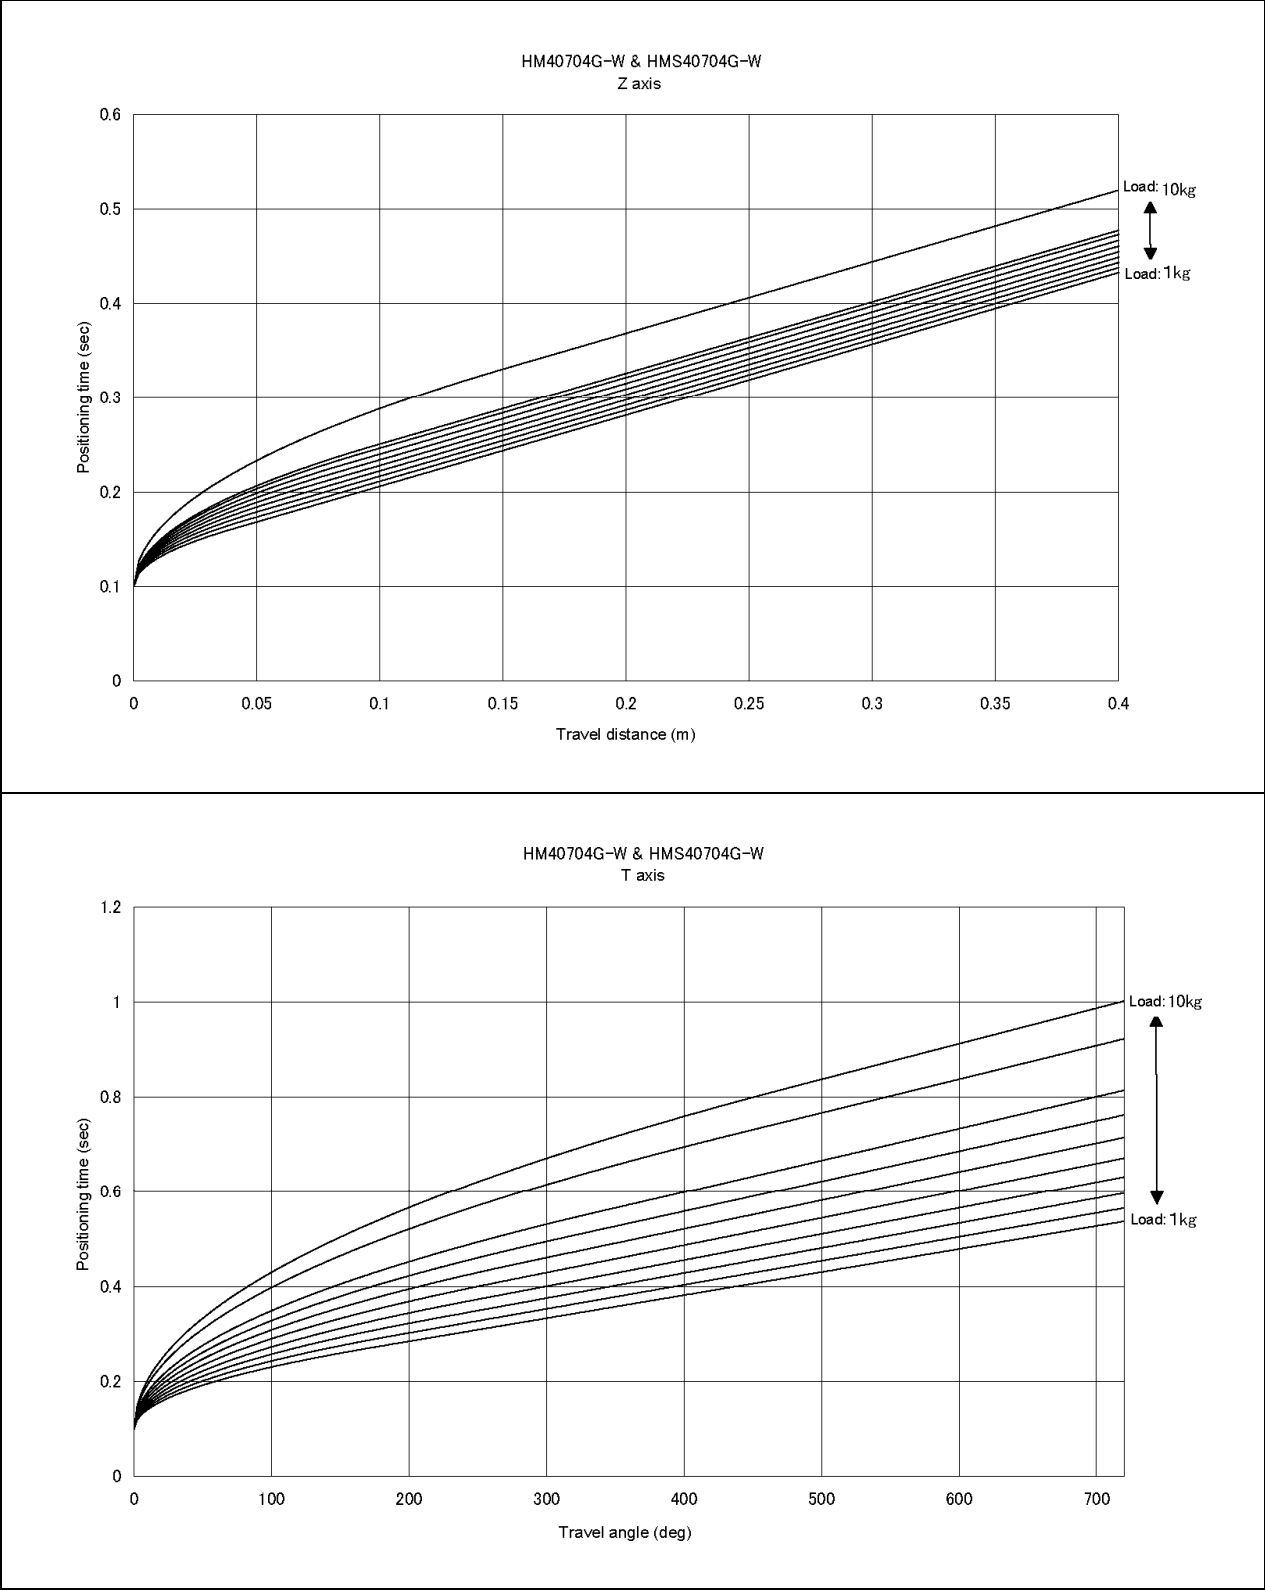 HM40704G-W & HMS40704G-W
Z axis
0.6
0.5
0.4
0.3
0.2
0.1
0
Positioning time (sec)
Load: 10kg
Load: 1kg
0 0.05 0.1 0.15 0.2 0.25 0.3 0.35 0.4
Travel distance (m)
HM40704G-W & HMS40704G-W
T axis
1.2
1
0.8
0.6
0.4
0.2
0
Positioning time (sec)
Load: 10kg
Load: 1kg
0 100 200 300 400 500 600 700
Travel angle (deg)